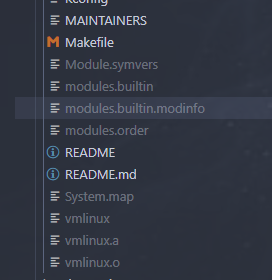 Kconfig
MAINTAINERS
Makefile
Module.symvers
modules.builtin
modules.builtin.modinfo
modules.order
README
README.md
System.map
vmlinux
vmlinux.a
vmlinux.o